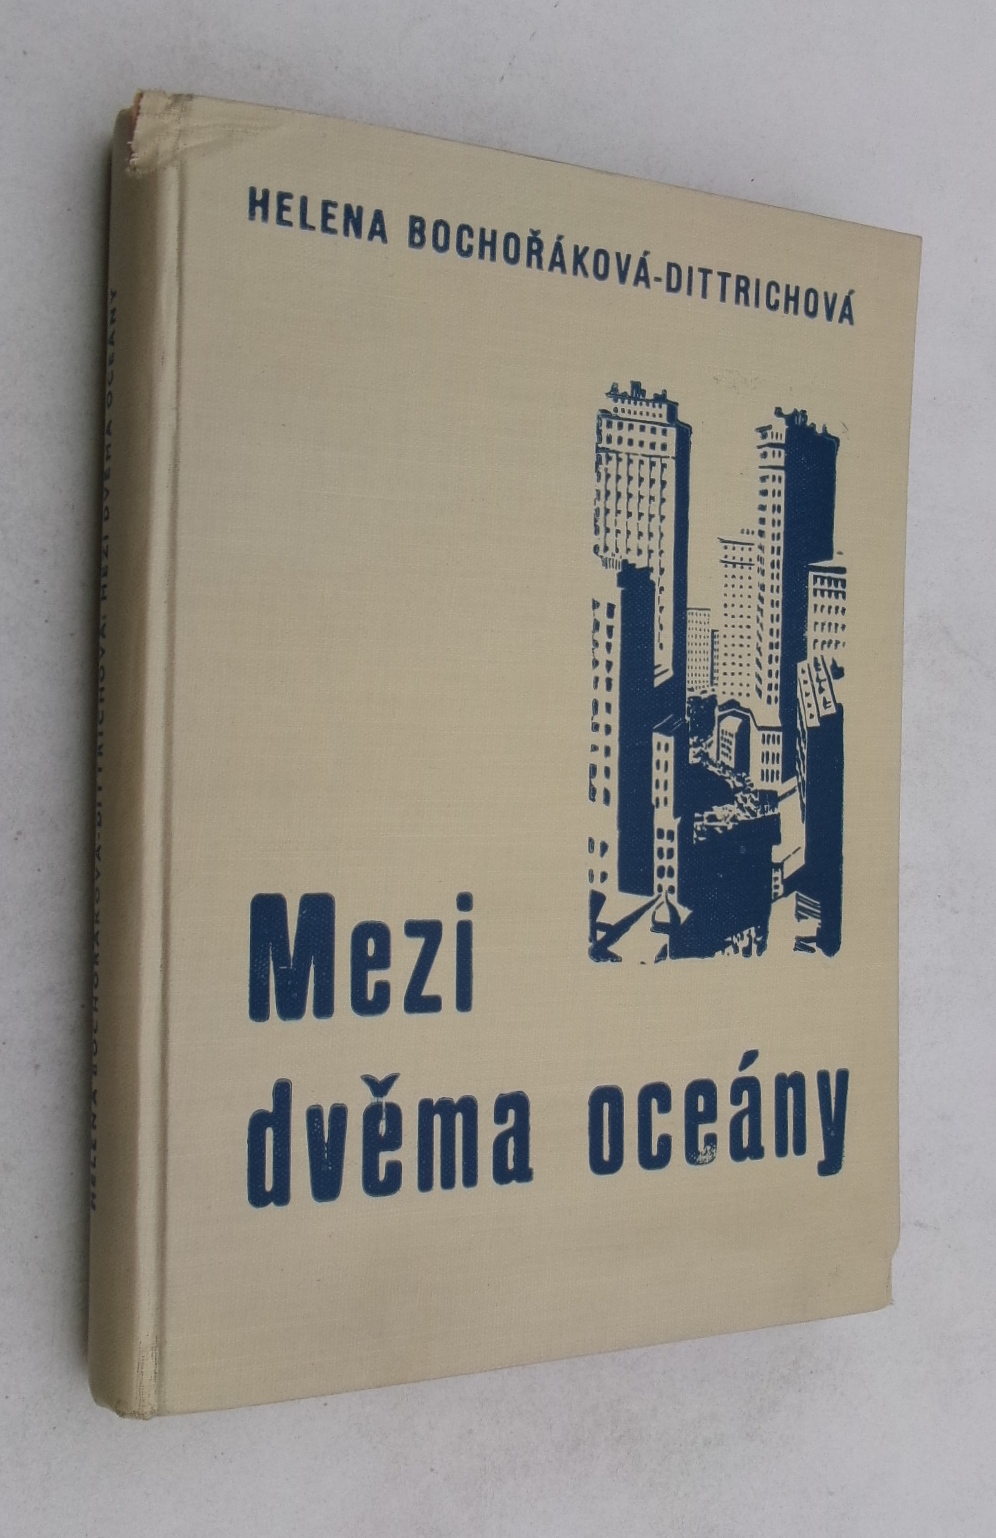 HELENA BOCHOŘÁKOVÁ-DITTRICHOVÁ
Mezi
dvěma oceány
HELENA BOCHOŘÁKOVÁ-DITTRICHOVÁ: MEZI DVĚMA OCEÁNY